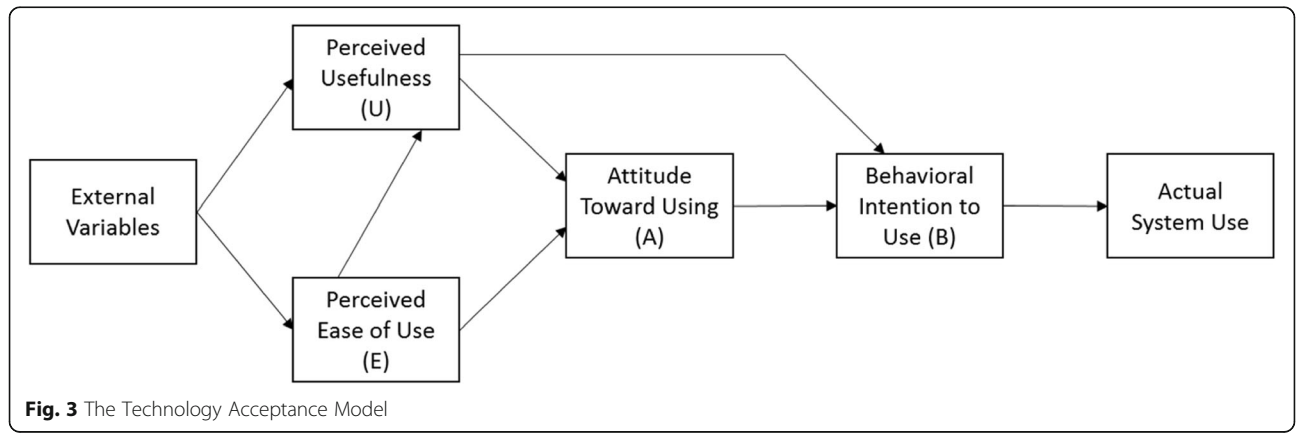 Perceived
Usefulness
(U)
External
Variables
Perceived
Ease of Use
(E)
Attitude
Toward Using
(A)
Behavioral
Intention to
Use (B)
Actual
System Use
Fig. 3 The Technology Acceptance Model